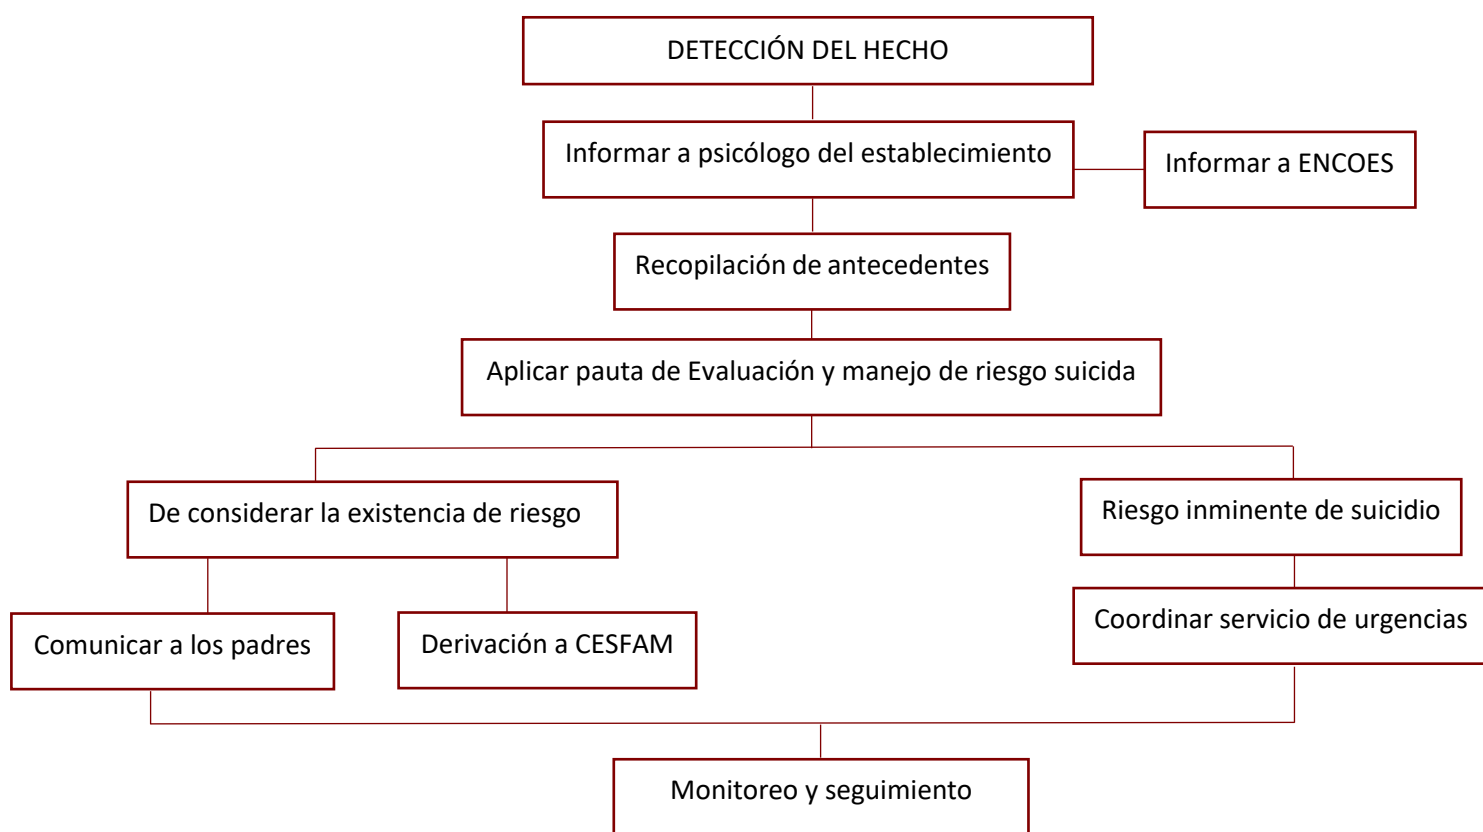 DETECCIÓN DEL HECHO
Informar a psicólogo del establecimiento
Informar a ENCOES
Recopilación de antecedentes
Aplicar pauta de Evaluación y manejo de riesgo suicida
De considerar la existencia de riesgo
Riesgo inminente de suicidio
Comunicar a los padres
Derivación a CESFAM
Coordinar servicio de urgencias
Monitoreo y seguimiento